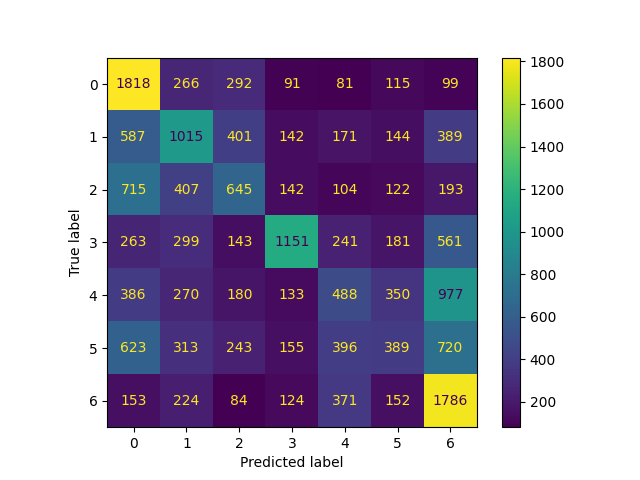 0 1818 266 292 91 81 115 99
1 587 1015 401 142 171 144 389
2 715 407 645 142 104 122 193
3 263 299 143 1151 241 181 561
4 386 270 180 133 488 350 977
5 623 313 243 155 396 389 720
6 153 224 84 124 371 152 1786
0 1 2 3 4 5 6
Predicted label
True label
1800
1600
1400
1200
1000
800
600
400
200